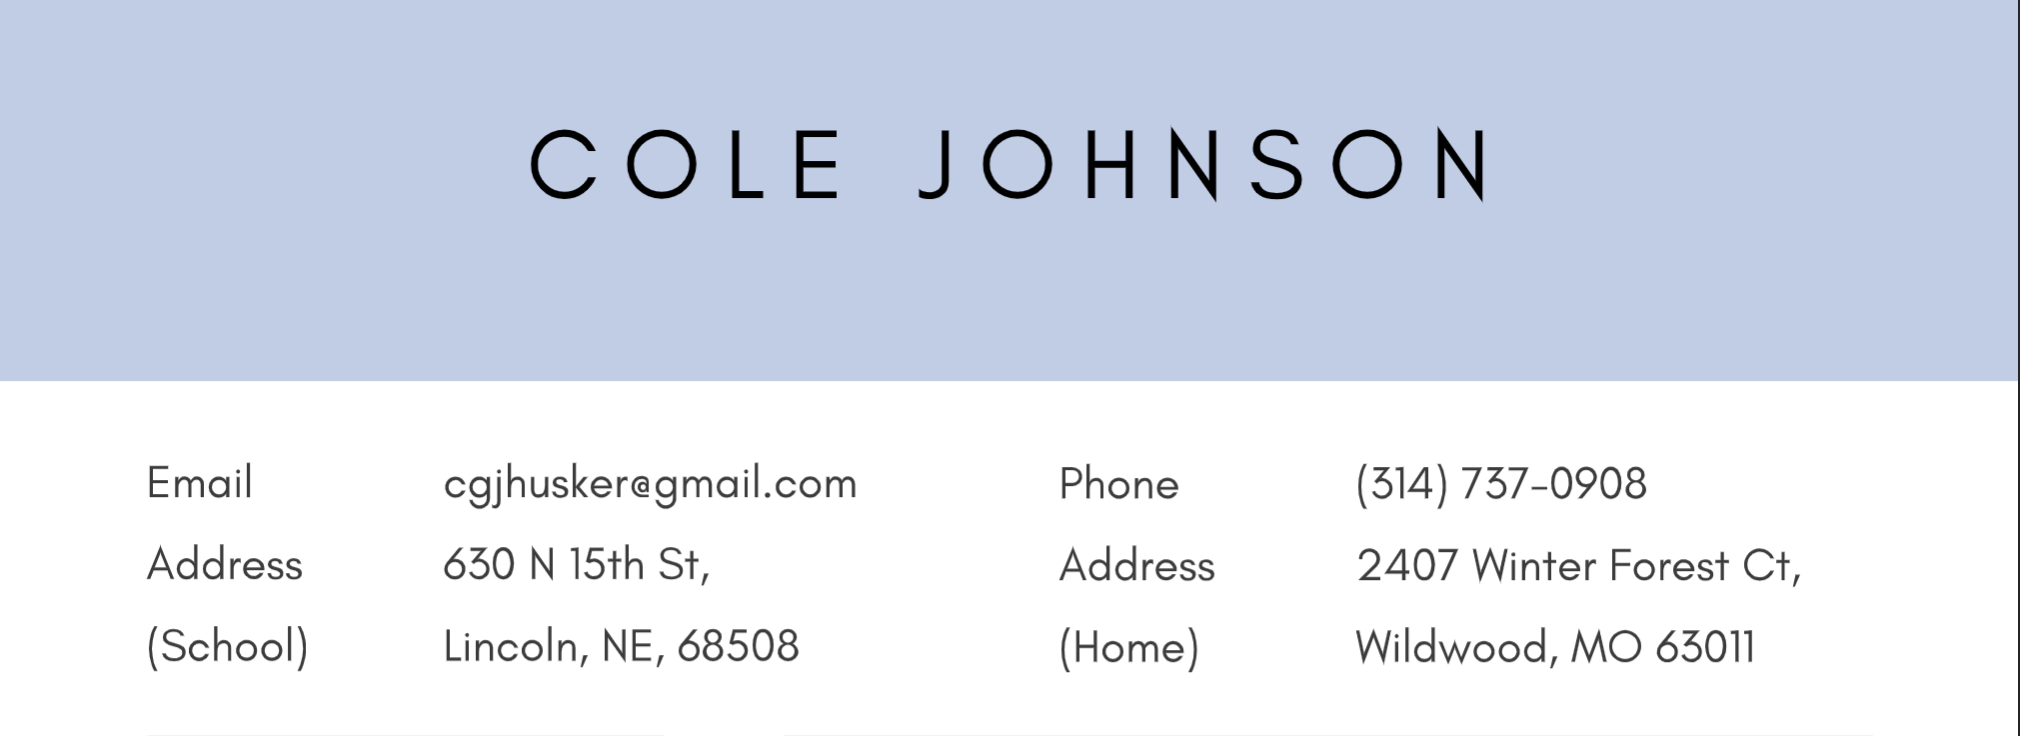 COLE JOHNSON
Email cgjhusker@gmail.com Phone (314) 737-0908
Address 630 N 15th St, Address 2407 Winter Forest Ct,
(School) Lincoln, NE, 68508 (Home) Wildwood, MO 63011